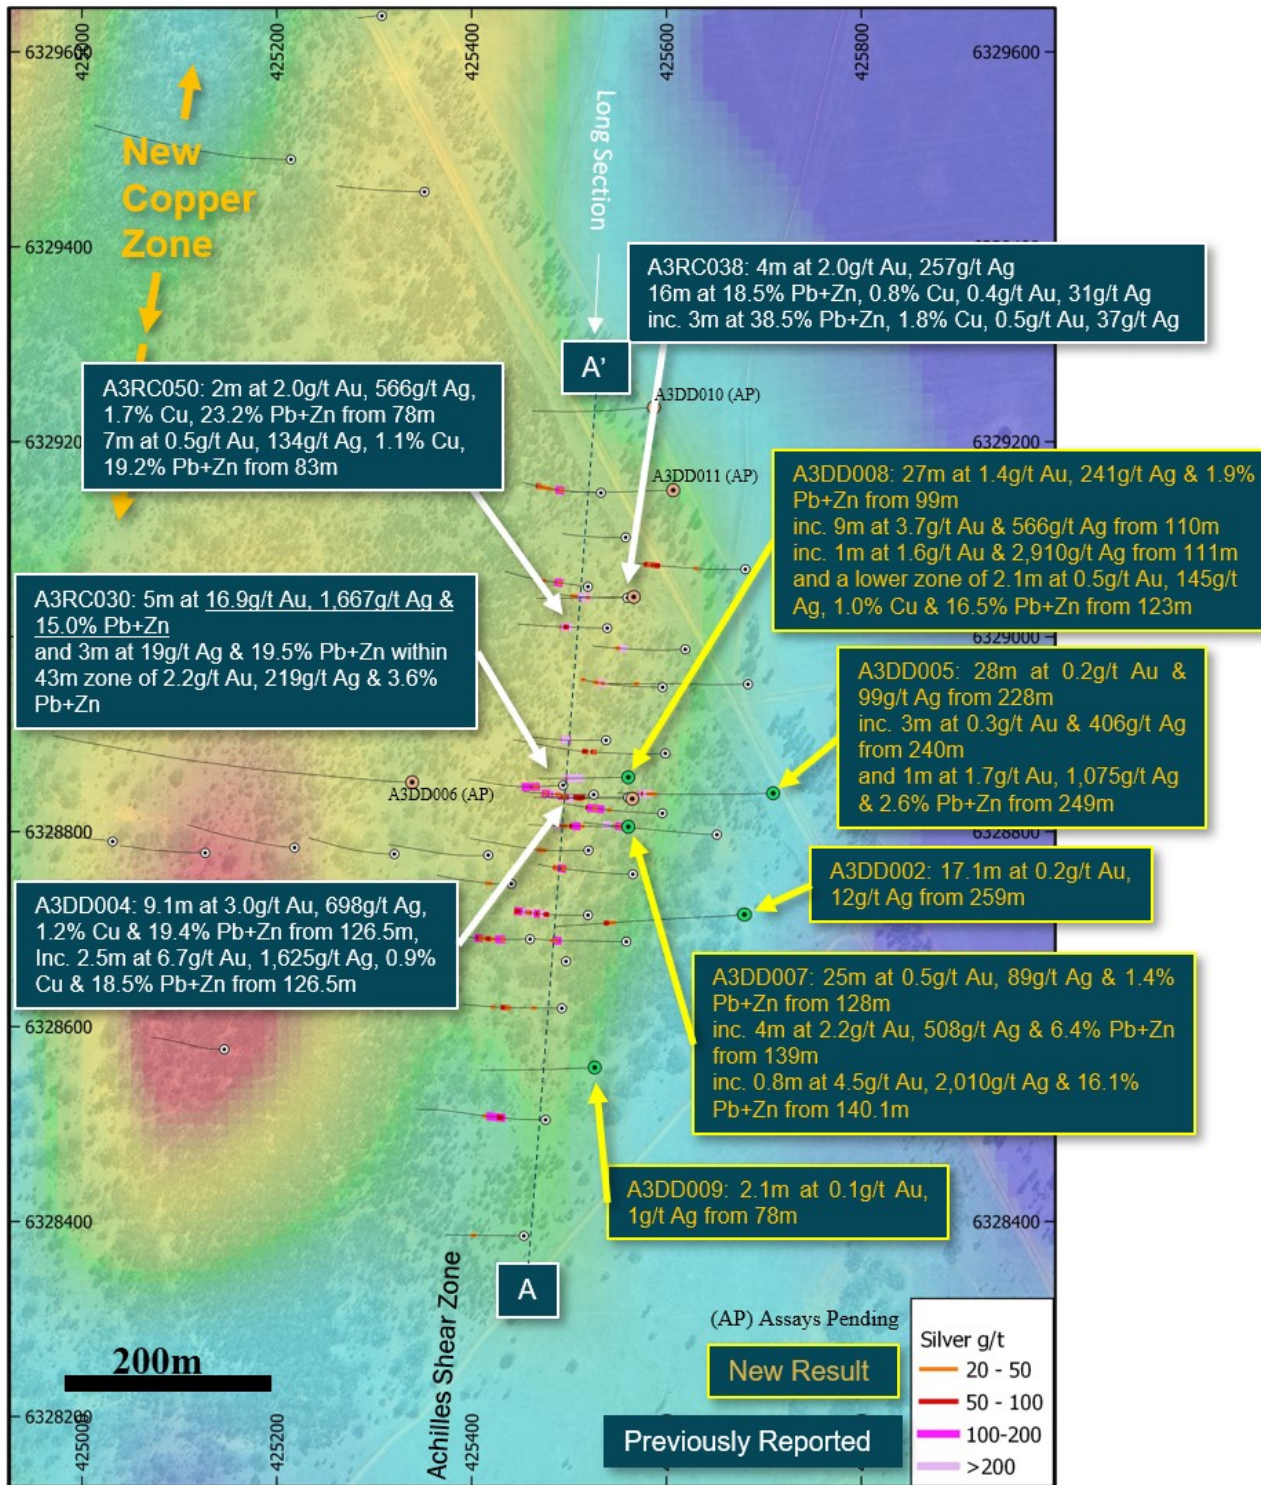 425000
425200
425400
425600
425800
6329600
6329600
New
Copper
Zone
Long Section
6329400
A3RC038: 4m at 2.0g/t Au, 257g/t Ag
16m at 18.5% Pb+Zn, 0.8% Cu, 0.4g/t Au, 31g/t Ag
inc. 3m at 38.5% Pb+Zn, 1.8% Cu, 0.5g/t Au, 37g/t Ag
A'
A3RC050: 2m at 2.0g/t Au, 566g/t Ag,
1.7% Cu, 23.2% Pb+Zn from 78m
7m at 0.5g/t Au, 134g/t Ag, 1.1% Cu,
19.2% Pb+Zn from 83m
A3DD010 (AP)
6329200
6329200
A3DD011 (AP)
A3DD008: 27m at 1.4g/t Au, 241g/t Ag & 1.9%
Pb+Zn from 99m
inc. 9m at 3.7g/t Au & 566g/t Ag from 110m
inc. 1m at 1.6g/t Au & 2,910g/t Ag from 111m
and a lower zone of 2.1m at 0.5g/t Au, 145g/t
Ag, 1.0% Cu & 16.5% Pb+Zn from 123m
A3RC030: 5m at 16.9g/t Au, 1,667g/t Ag &
15.0% Pb+Zn
and 3m at 19g/t Ag & 19.5% Pb+Zn within
43m zone of 2.2g/t Au, 219g/t Ag & 3.6%
Pb+Zn
6329000
A3DD005: 28m at 0.2g/t Au &
99g/t Ag from 228m
inc. 3m at 0.3g/t Au & 406g/t Ag
from 240m
and 1m at 1.7g/t Au, 1,075g/t Ag
& 2.6% Pb+Zn from 249m
A3DD006 (AP)
6328800
6328800
A3DD002: 17.1m at 0.2g/t Au,
12g/t Ag from 259m
A3DD004: 9.1m at 3.0g/t Au, 698g/t Ag,
1.2% Cu & 19.4% Pb+Zn from 126.5m,
Inc. 2.5m at 6.7g/t Au, 1,625g/t Ag, 0.9%
Cu & 18.5% Pb+Zn from 126.5m
A3DD007: 25m at 0.5g/t Au, 89g/t Ag & 1.4%
Pb+Zn from 128m
inc. 4m at 2.2g/t Au, 508g/t Ag & 6.4% Pb+Zn
from 139m
inc. 0.8m at 4.5g/t Au, 2,010g/t Ag & 16.1%
Pb+Zn from 140.1m
6328600
A3DD009: 2.1m at 0.1g/t Au,
1g/t Ag from 78m
6328400
6328400
A
Achilles Shear Zone
(AP) Assays Pending
200m
New Result
Previously Reported
Silver g/t
20 - 50
50 - 100
100-200
>200
6328200
425000
425200
425400